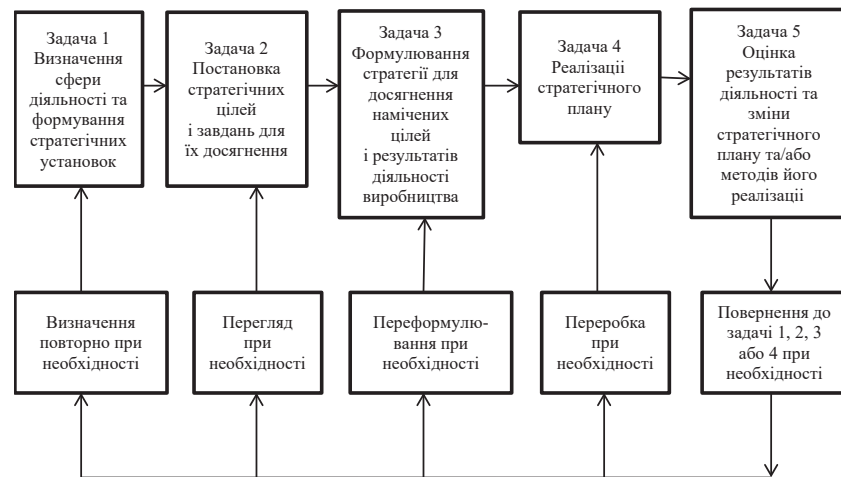 Задача 1
Визначення
сфери
діяльності та
формування
стратегічних
установок
Задача 2
Постановка
стратегічних
цілей
і завдань для
їх досягнення
Задача 3
Формулювання
стратегії для
досягнення
намічених
цілей
і результатів
діяльності
виробництва
Задача 4
Реалізаціі
стратегічного
плану
Задача 5
Оцінка
результатів
діяльності та
зміни
стратегічного
плану та/або
методів його
реалізаціі
Визначення
повторно при
необхідності
Перегляд
при
необхідності
Переформулю-
вання при
необхідності
Переробка
при
необхідності
Повернення до
задачі 1, 2, 3
або 4 при
необхідності